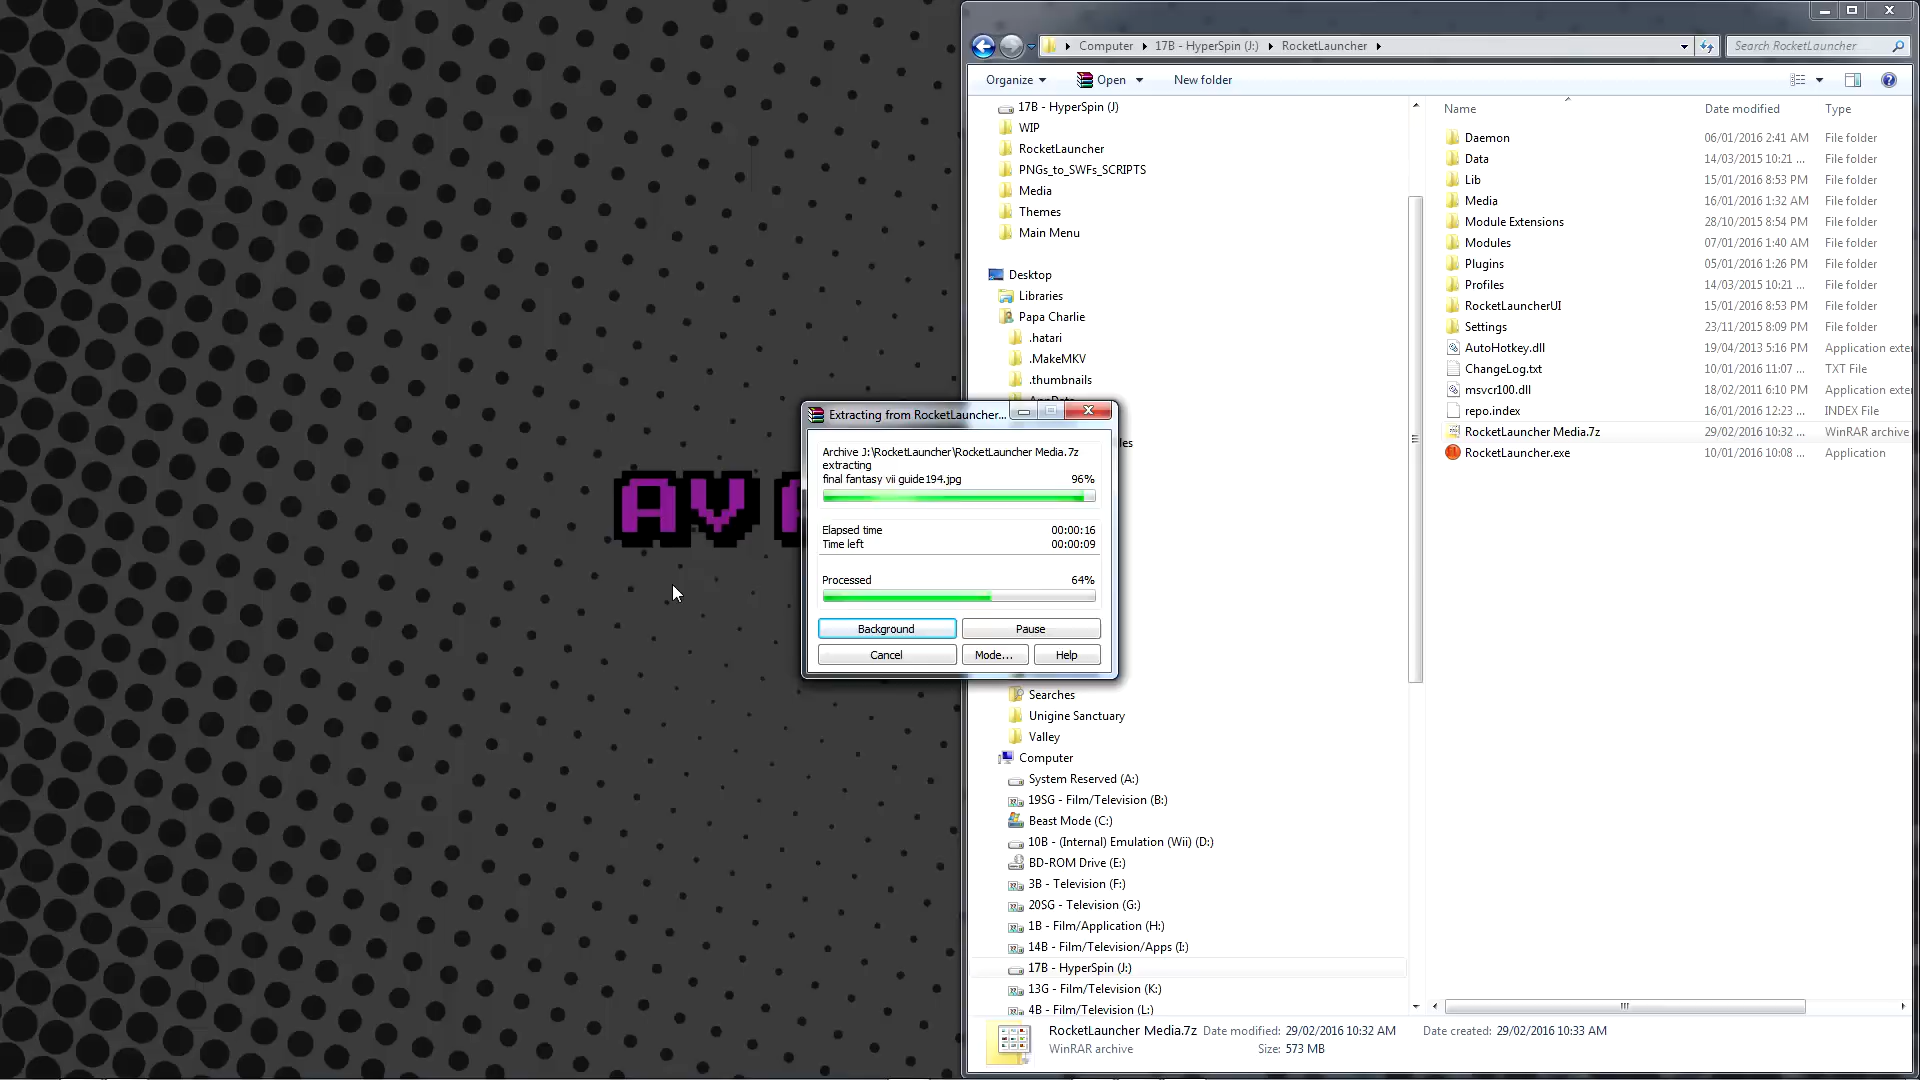 Computer
17B - HyperSpin (J:)
RocketLauncher
Search RocketLauncher
Organize
Open
New folder
17B - HyperSpin (J)
WIP
RocketLauncher
PNGs_to_SWFs_SCRIPTS
Media
Themes
Main Menu
Desktop
Libraries
Papa Charlie
.hatari
.MakeMKV
.thumbnails
Searches
Unigine Sanctuary
Valley
Computer
System Reserved (A:)
19SG - Film/Television (B:)
Beast Mode (C:)
10B - (Internal) Emulation (Wii) (D:)
BD-ROM Drive (E:)
3B - Television (F:)
20SG - Television (G:)
1B - Film/Application (H:)
14B - Film/Television/Apps (I:)
17B - HyperSpin (J:)
13G - Film/Television (K:)
4B - Film/Television (L:)
Name Date modified Type
Daemon 06/01/2016 2:41 AM File folder
Data 14/03/2015 10:21 ... File folder
Lib 15/01/2016 8:53 PM File folder
Media 16/01/2016 1:32 AM File folder
Module Extensions 28/10/2015 8:54 PM File folder
Modules 07/01/2016 1:40 AM File folder
Plugins 05/01/2016 1:26 PM File folder
Profiles 14/03/2015 10:21 ... File folder
RocketLauncherUI 15/01/2016 8:53 PM File folder
Settings 23/11/2015 8:09 PM File folder
AutoHotkey.dll 19/04/2013 5:16 PM Application exte
ChangeLog.txt 10/01/2016 11:07 ... TXT File
msvcr100.dll 18/02/2011 6:10 PM Application exte
repo.index 16/01/2016 12:23 ... INDEX File
RocketLauncher Media.7z 29/02/2016 10:32 ... WinRAR archive
RocketLauncher.exe 10/01/2016 10:08 ... Application
AV
Extracting from RocketLauncher...
Archive J:\RocketLauncher\RocketLauncher Media.7z
extracting
final fantasy vii guide194.jpg 96%
Elapsed time 00:00:16
Time left 00:00:09
Processed 64%
Background Pause
Cancel Mode... Help
RocketLauncher Media.7z Date modified: 29/02/2016 10:32 AM Date created: 29/02/2016 10:33 AM
WinRAR archive Size: 573 MB